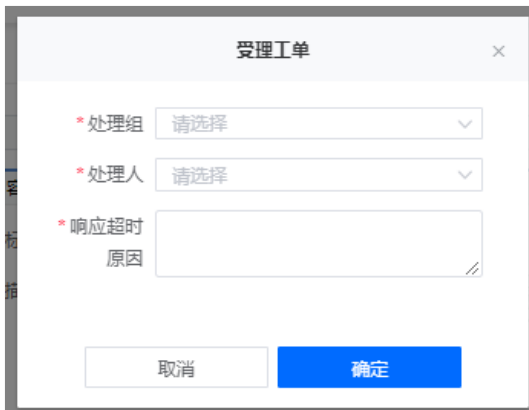 受理工单
*处理组 请选择
*处理人 请选择
*响应超时
原因
取消 确定